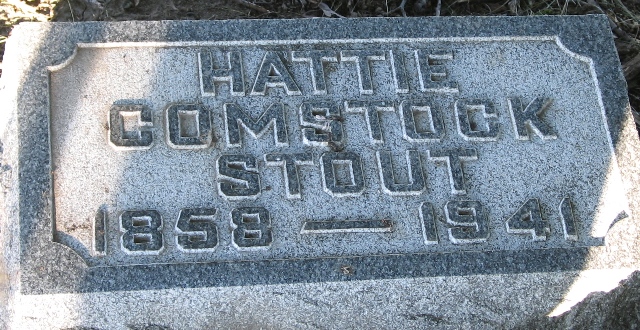 HATTIE
COMSTOCK
STOUT
1858 — 1941